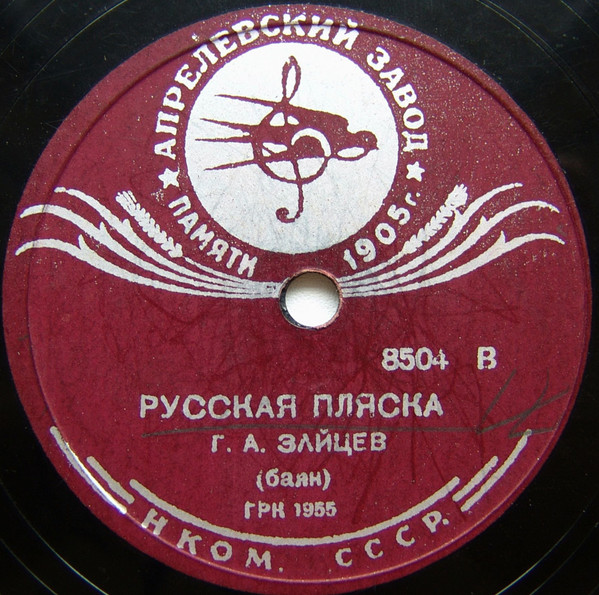 ★ АПРЕЛЕВСКИЙ ЗАВОД ★
ПАМЯТИ 1905 г.
8504 В
РУССКАЯ ПЛЯСКА
Г. А. ЗАЙЦЕВ
(баян)
ГРК 1955
НКОМ. СССР.